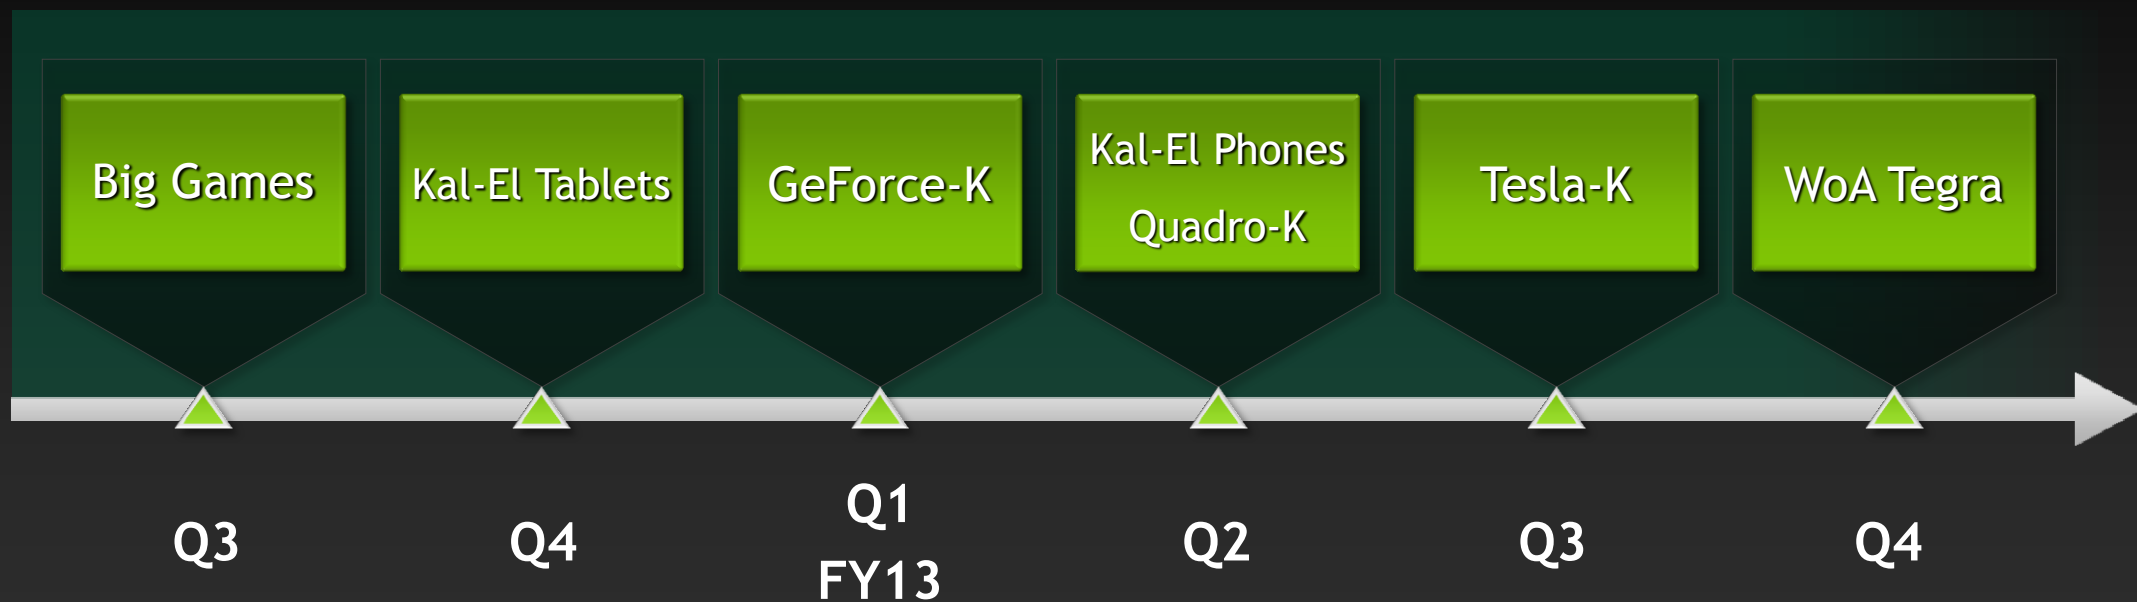 Big Games
Kal-El Tablets
GeForce-K
Kal-El Phones
Quadro-K
Tesla-K
WoA Tegra
Q3
Q4
Q1
FY13
Q2
Q3
Q4